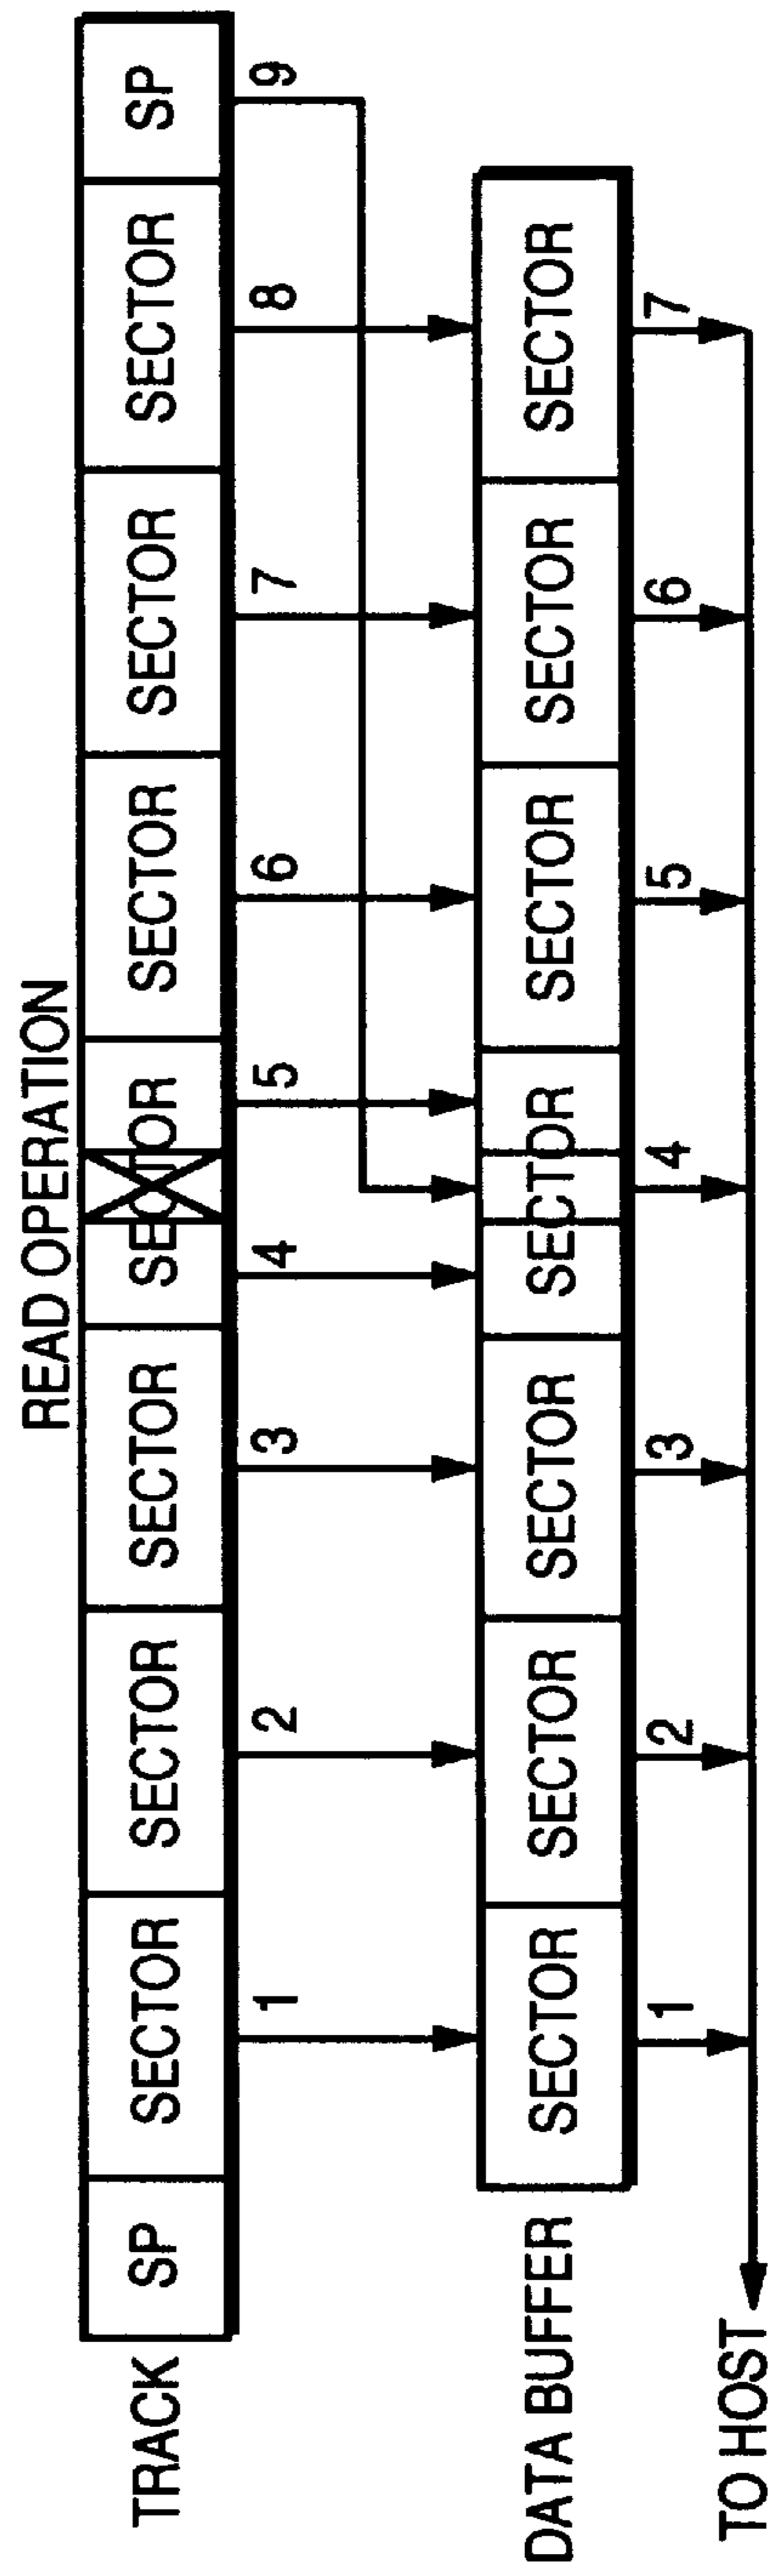 READ OPERATION
TRACK
SP SECTOR SECTOR SECTOR SECTOR SECTOR SECTOR SECTOR SP
1 2 3 4 5 6 7 8 9
DATA BUFFER
SECTOR SECTOR SECTOR SECTOR SECTOR SECTOR SECTOR
1 2 3 4 5 6 7
TO HOST